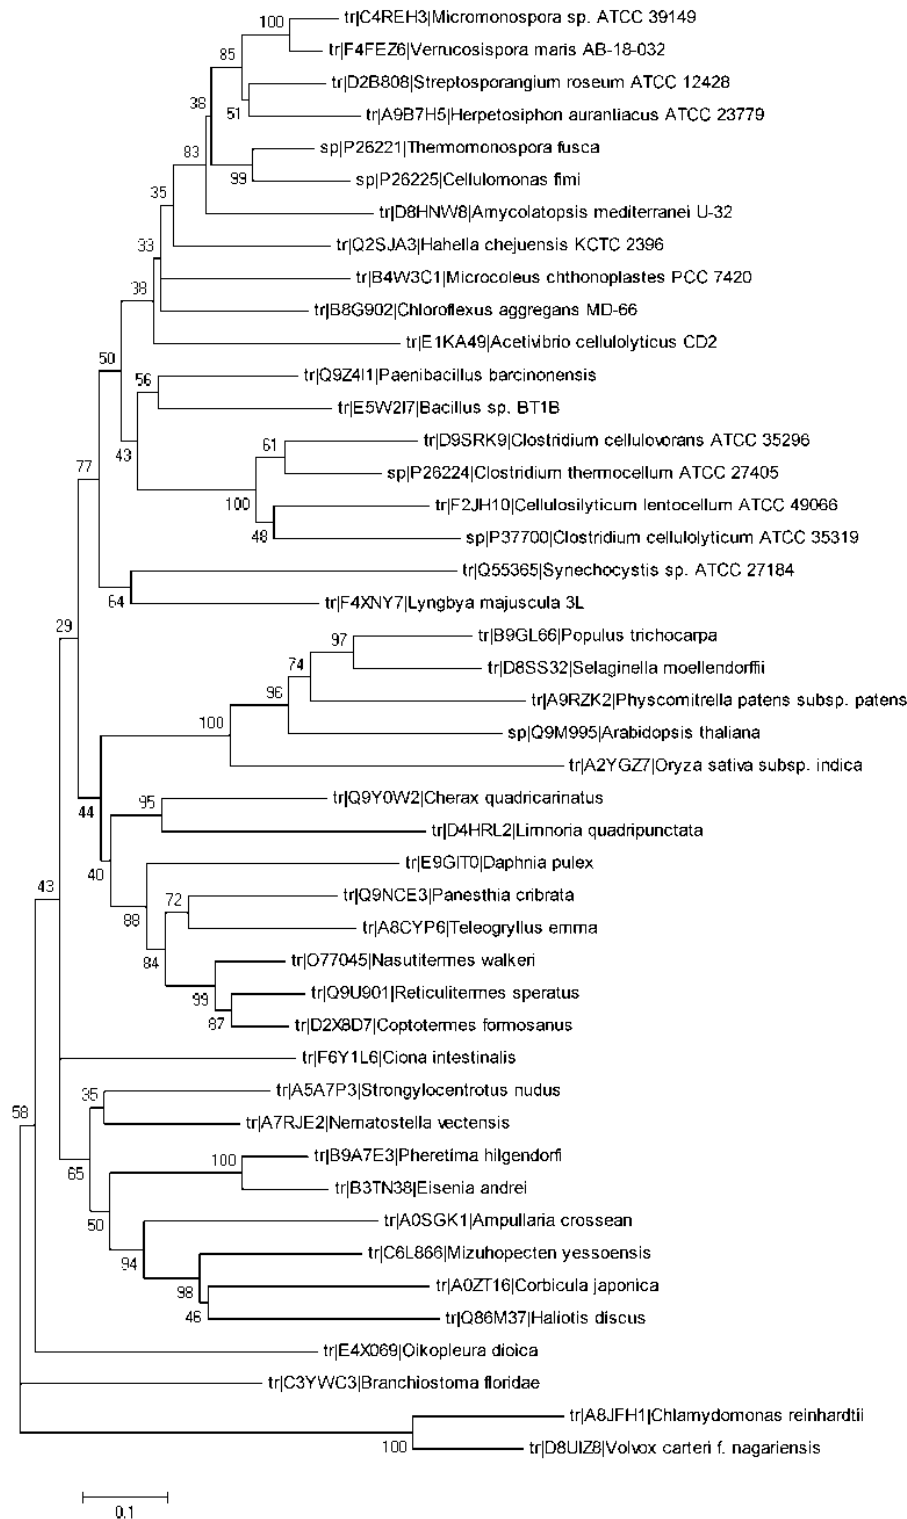 100
tr|C4REH3|Micromonospora sp. ATCC 39149
tr|F4FEZ6|Verrucosispora maris AB-18-032
85
tr|D2B808|Streptosporangium roseum ATCC 12428
38
51
tr|A9B7H5|Herpetosiphon aurantiacus ATCC 23779
83
sp|P26221|Thermomonospora fusca
99
sp|P26225|Cellulomonas fimi
35
tr|D8HNW8|Amycolatopsis mediterranei U-32
33
tr|Q2SJA3|Hahella chejuensis KCTC 2396
38
tr|B4W3C1|Microcoleus chthonoplastes PCC 7420
tr|B8G902|Chloroflexus aggregans MD-66
tr|E1KA49|Acetivibrio cellulolyticus CD2
50
56
tr|Q9Z4I1|Paenibacillus barcinonensis
tr|E5W2I7|Bacillus sp. BT1B
43
61
tr|D9SRK9|Clostridium cellulovorans ATCC 35296
77
sp|P26224|Clostridium thermocellum ATCC 27405
100
tr|F2JH10|Cellulosilyticum lentocellum ATCC 49066
48
sp|P37700|Clostridium cellulolyticum ATCC 35319
tr|Q55365|Synechocystis sp. ATCC 27184
64
tr|F4XNY7|Lyngbya majuscula 3L
29
97
tr|B9GL66|Populus trichocarpa
74
tr|D8SS32|Selaginella moellendorffii
96
tr|A9RZK2|Physcomitrella patens subsp. patens
100
sp|Q9M995|Arabidopsis thaliana
tr|A2YGZ7|Oryza sativa subsp. indica
44
95
tr|Q9Y0W2|Cherax quadricarinatus
tr|D4HRL2|Limnoria quadripunctata
40
tr|E9GIT0|Daphnia pulex
43
88
72
tr|Q9NCE3|Panesthia cribrata
tr|A8CYP6|Teleogryllus emma
84
tr|O77045|Nasutitermes walkeri
99
tr|Q9U901|Reticulitermes speratus
87
tr|D2X8D7|Coptotermes formosanus
tr|F6Y1L6|Ciona intestinalis
35
tr|A5A7P3|Strongylocentrotus nudus
58
tr|A7RJE2|Nematostella vectensis
65
100
tr|B9A7E3|Pheretima hilgendorfi
tr|B3TN38|Eisenia andrei
50
tr|A0SGK1|Ampullaria crossean
94
tr|C6L866|Mizuhopecten yessoensis
98
tr|A0ZT16|Corbicula japonica
46
tr|Q86M37|Haliotis discus
tr|E4X069|Oikopleura dioica
tr|C3YWC3|Branchiostoma floridae
tr|A8JFH1|Chlamydomonas reinhardtii
100
tr|D8UIZ8|Volvox carteri f. nagariensis
0.1